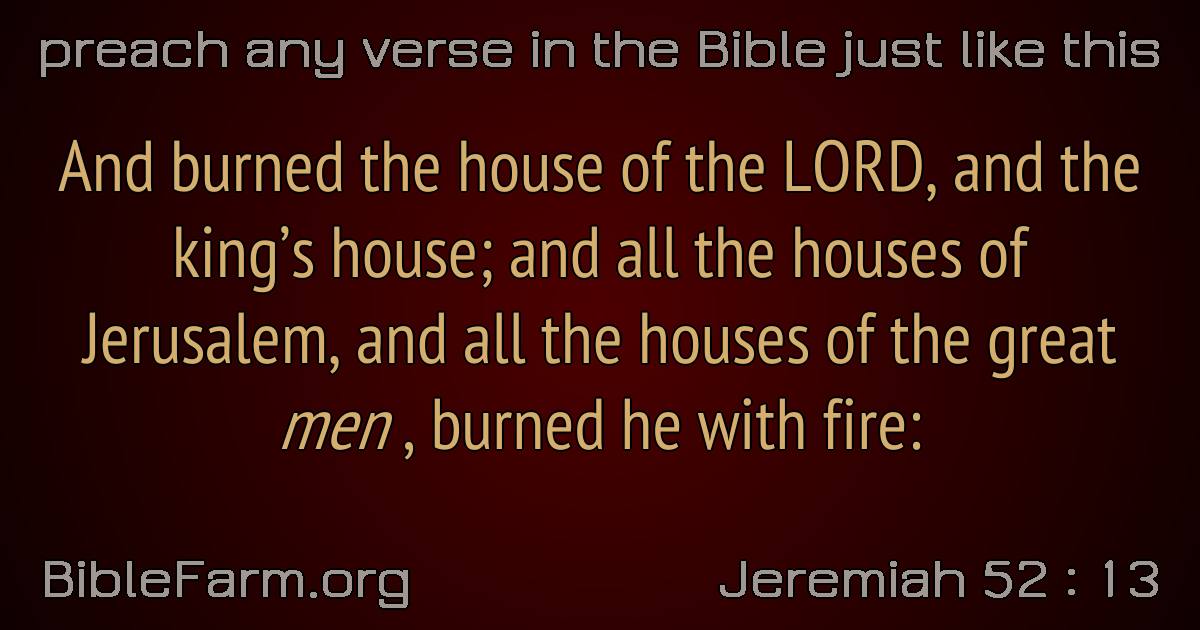 preach any verse in the Bible just like this
And burned the house of the LORD, and the
king’s house; and all the houses of
Jerusalem, and all the houses of the great
men , burned he with fire:
BibleFarm.org
Jeremiah 52 : 13